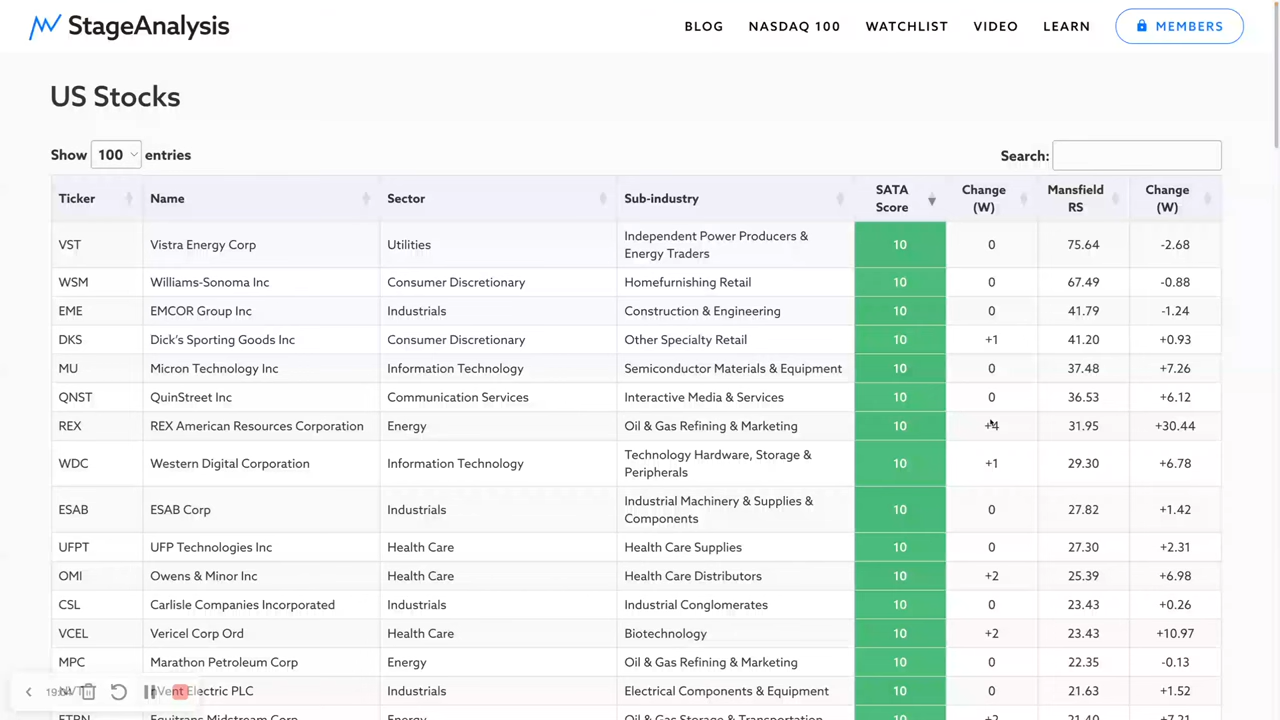 StageAnalysis
BLOG NASDAQ 100 WATCHLIST VIDEO LEARN MEMBERS
US Stocks
Show 100 entries
Search:
Ticker Name Sector Sub-industry SATA Score Change (W) Mansfield RS Change (W)
VST Vistra Energy Corp Utilities Independent Power Producers & Energy Traders 10 0 75.64 -2.68
WSM Williams-Sonoma Inc Consumer Discretionary Homefurnishing Retail 10 0 67.49 -0.88
EME EMCOR Group Inc Industrials Construction & Engineering 10 0 41.79 -1.24
DKS Dick's Sporting Goods Inc Consumer Discretionary Other Specialty Retail 10 +1 41.20 +0.93
MU Micron Technology Inc Information Technology Semiconductor Materials & Equipment 10 0 37.48 +7.26
QNST QuinStreet Inc Communication Services Interactive Media & Services 10 0 36.53 +6.12
REX REX American Resources Corporation Energy Oil & Gas Refining & Marketing 10 +4 31.95 +30.44
WDC Western Digital Corporation Information Technology Technology Hardware, Storage & Peripherals 10 +1 29.30 +6.78
ESAB ESAB Corp Industrials Industrial Machinery & Supplies & Components 10 0 27.82 +1.42
UFPT UFP Technologies Inc Health Care Health Care Supplies 10 0 27.30 +2.31
OMI Owens & Minor Inc Health Care Health Care Distributors 10 +2 25.39 +6.98
CSL Carlisle Companies Incorporated Industrials Industrial Conglomerates 10 0 23.43 +0.26
VCEL Vericel Corp Ord Health Care Biotechnology 10 +2 23.43 +10.97
MPC Marathon Petroleum Corp Energy Oil & Gas Refining & Marketing 10 0 22.35 -0.13
nVent Electric PLC Industrials Electrical Components & Equipment 10 0 21.63 +1.52